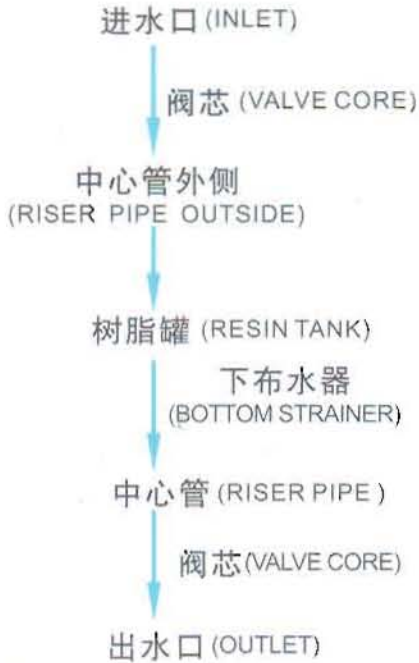 进水口 (INLET)
阀芯 (VALVE CORE)
中心管外侧
(RISER PIPE OUTSIDE)
树脂罐 (RESIN TANK)
下布水器
(BOTTOM STRAINER)
中心管 (RISER PIPE )
阀芯(VALVE CORE)
出水口 (OUTLET)